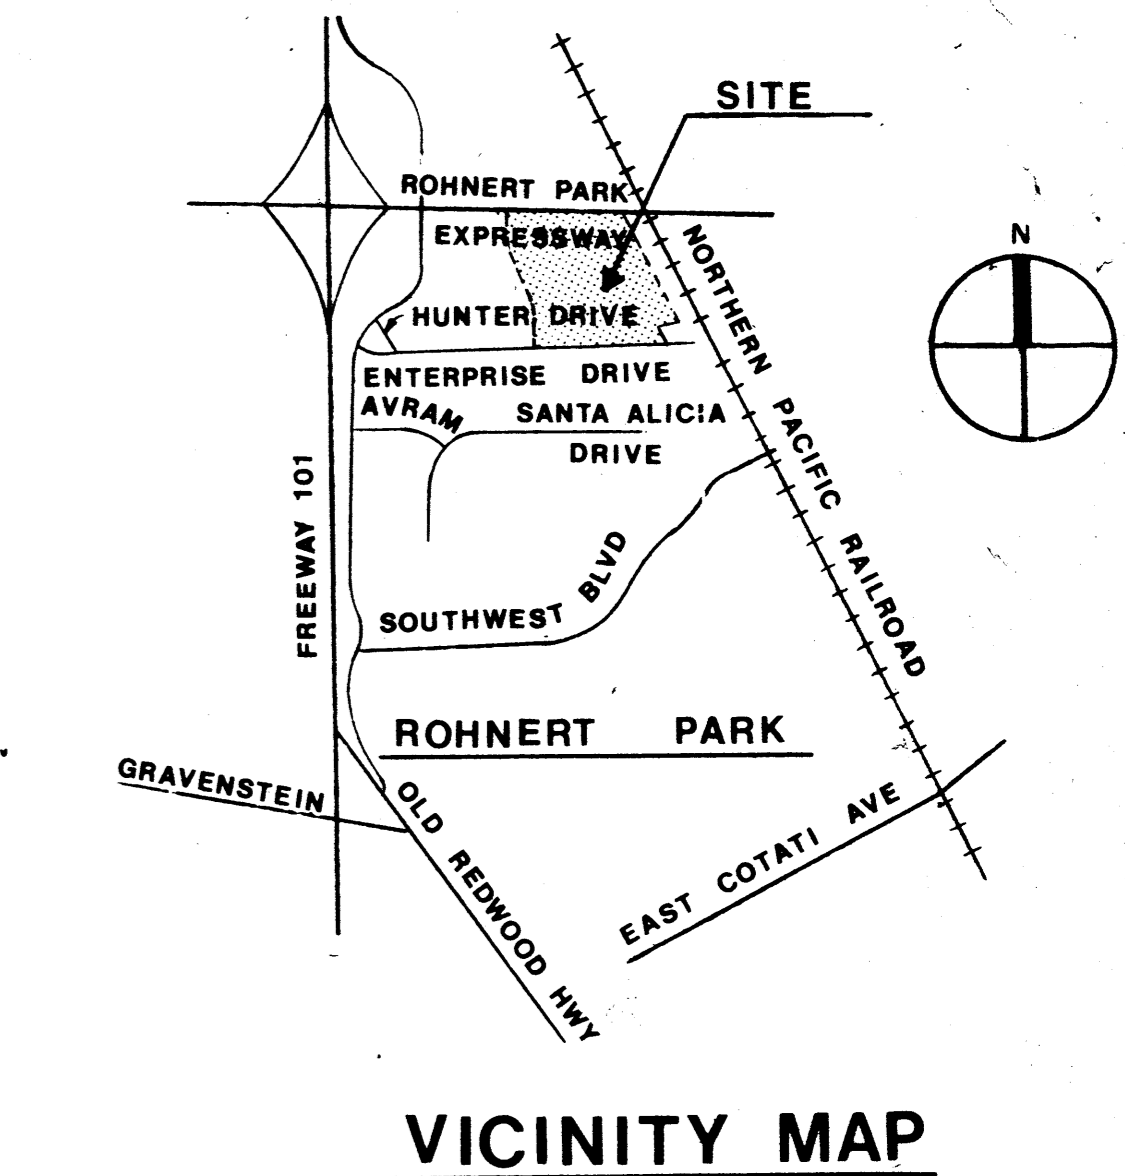 SITE
ROHNERT PARK
EXPRESSWAY
N
HUNTER DRIVE
ENTERPRISE DRIVE
AVRAM
SANTA ALICIA
DRIVE
NORTHERN PACIFIC RAILROAD
FREEWAY 101
SOUTHWEST BLVD
ROHNERT PARK
GRAVENSTEIN
OLD REDWOOD HWY
EAST COTATI AVE
VICINITY MAP